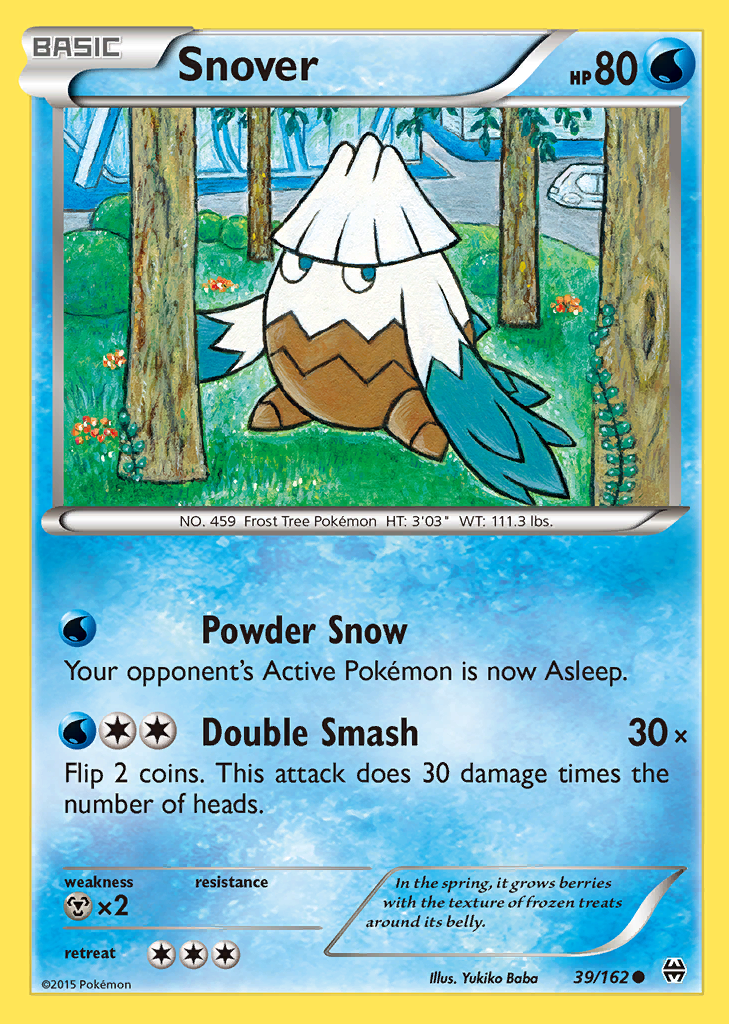 BASIC
Snover
HP80
NO. 459 Frost Tree Pokémon HT: 3'03" WT: 111.3 lbs.
Powder Snow
Your opponent's Active Pokémon is now Asleep.
Double Smash 30×
Flip 2 coins. This attack does 30 damage times the
number of heads.
weakness resistance
×2
In the spring, it grows berries
with the texture of frozen treats
around its belly.
retreat
©2015 Pokémon
Illus. Yukiko Baba
39/162